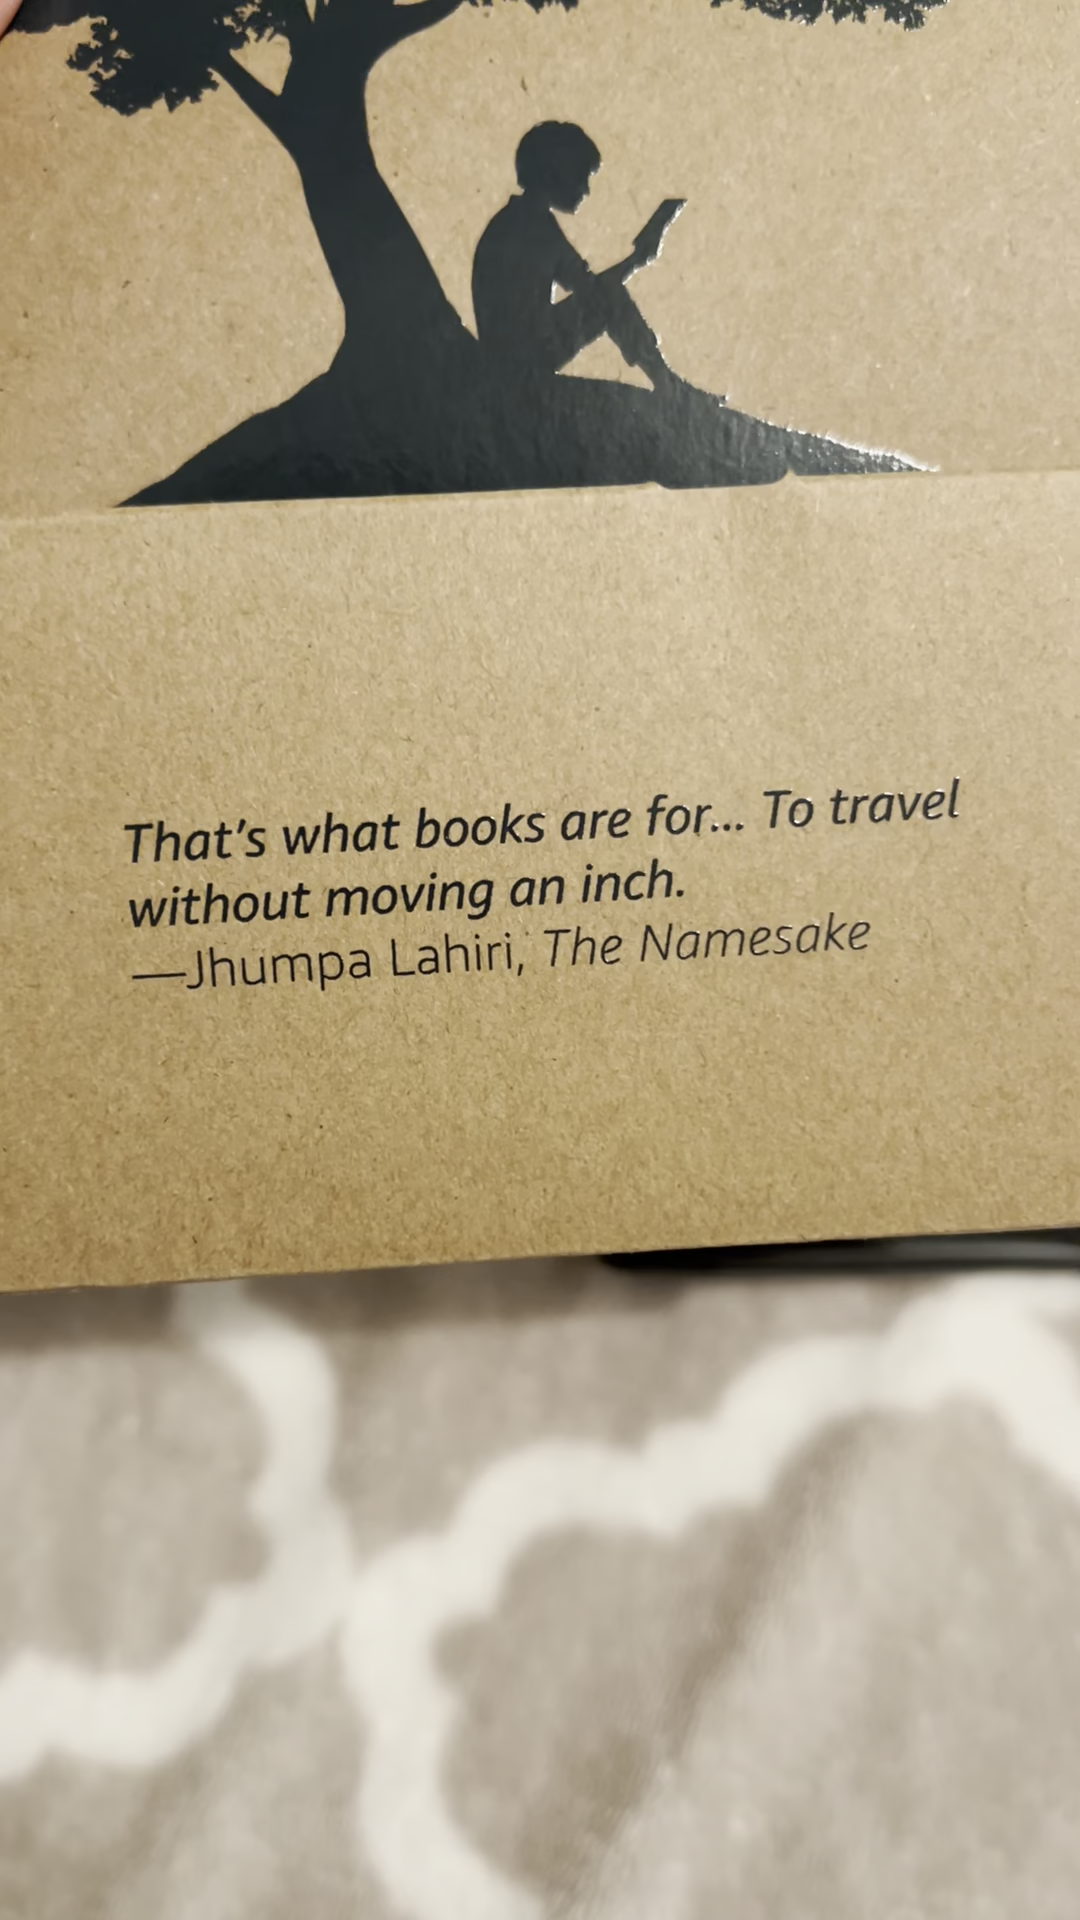 That's what books are for... To travel
without moving an inch.
—Jhumpa Lahiri, The Namesake